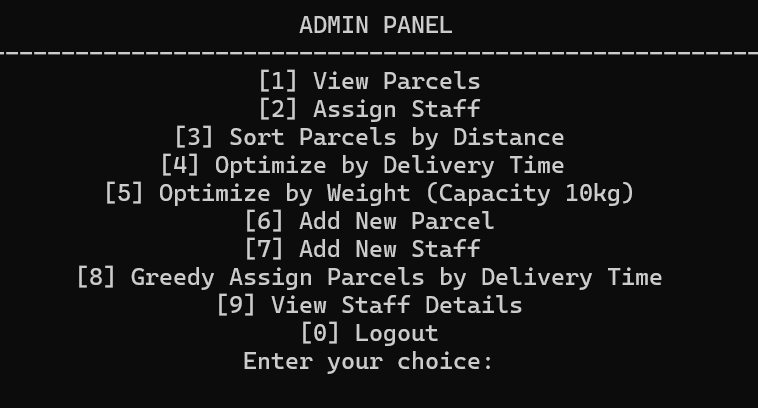 ADMIN PANEL
[1] View Parcels
[2] Assign Staff
[3] Sort Parcels by Distance
[4] Optimize by Delivery Time
[5] Optimize by Weight (Capacity 10kg)
[6] Add New Parcel
[7] Add New Staff
[8] Greedy Assign Parcels by Delivery Time
[9] View Staff Details
[0] Logout
Enter your choice: